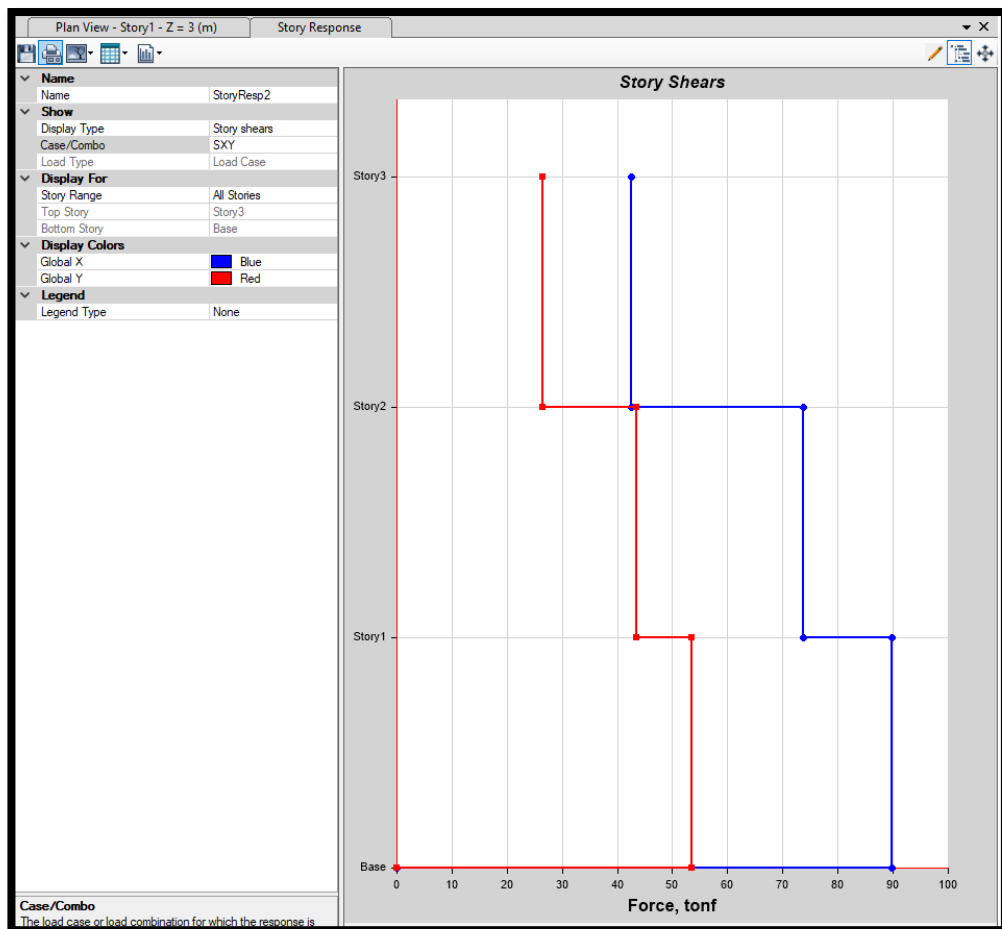 Plan View - Story1 - Z = 3 (m)
Story Response
Name
Name StoryResp2
Show
Display Type Story shears
Case/Combo SXY
Load Type Load Case
Display For
Story Range All Stories
Top Story Story3
Bottom Story Base
Display Colors
Global X Blue
Global Y Red
Legend
Legend Type None
Case/Combo
The load case or load combination for which the response is
Story Shears
Story3
Story2
Story1
Base
0 10 20 30 40 50 60 70 80 90 100
Force, tonf